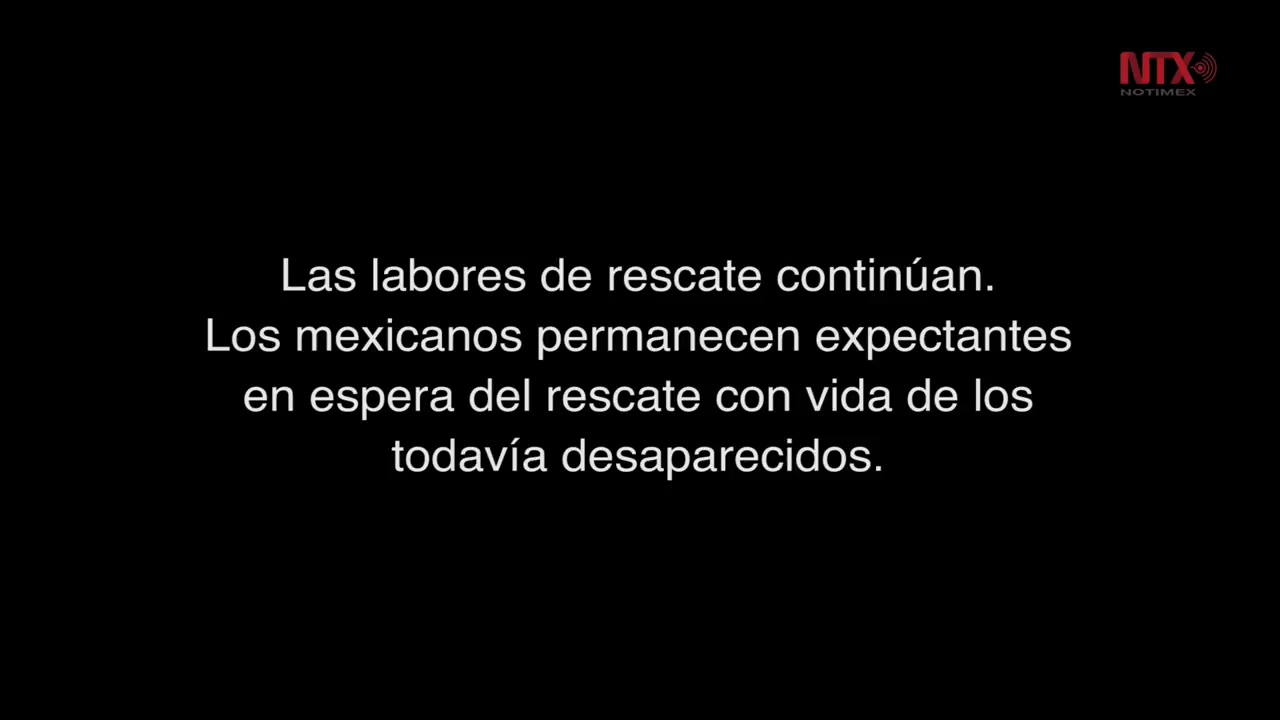 NTX
NOTIMEX
Las labores de rescate continúan.
Los mexicanos permanecen expectantes
en espera del rescate con vida de los
todavía desaparecidos.